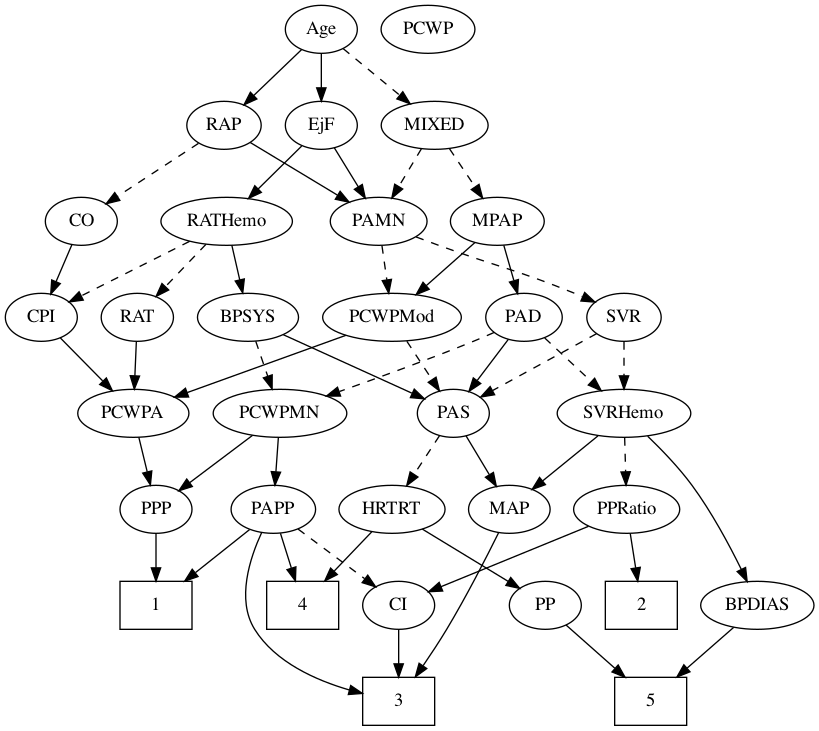 Age PCWP
RAP EjF MIXED
CO RATHemo PAMN MPAP
CPI RAT BPSYS PCWPMod PAD SVR
PCWPA PCWPMN PAS SVRHemo
PPP PAPP HRTRT MAP PPRatio
1 4 CI PP 2 BPDIAS
3 5